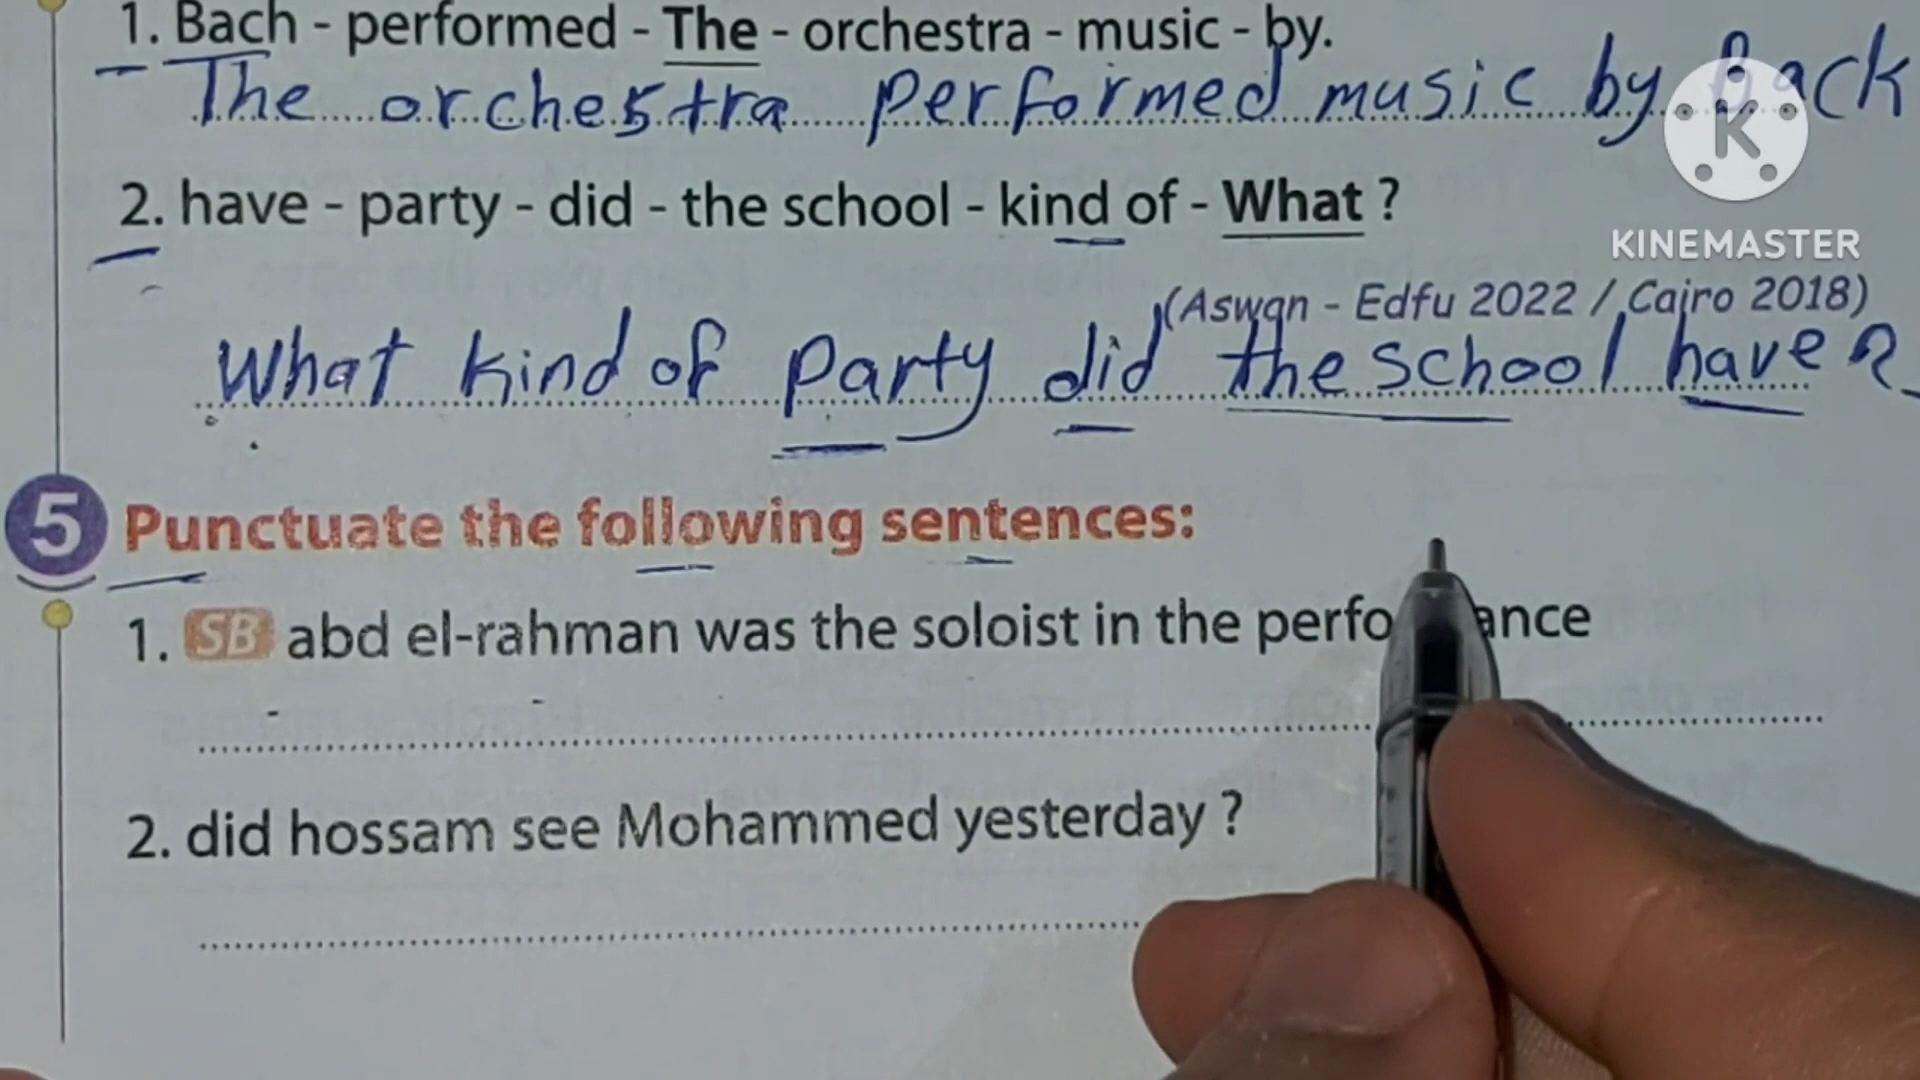 1. Bach - performed - The - orchestra - music - by.
The orchestra performed music by Back
2. have - party - did - the school - kind of - What ?
(Aswan - Edfu 2022 / Cairo 2018)
What kind of party did the school have ?
5 Punctuate the following sentences:
1. SB abd el-rahman was the soloist in the
2. did hossam see Mohammed yesterday ?
K
KINEMASTER